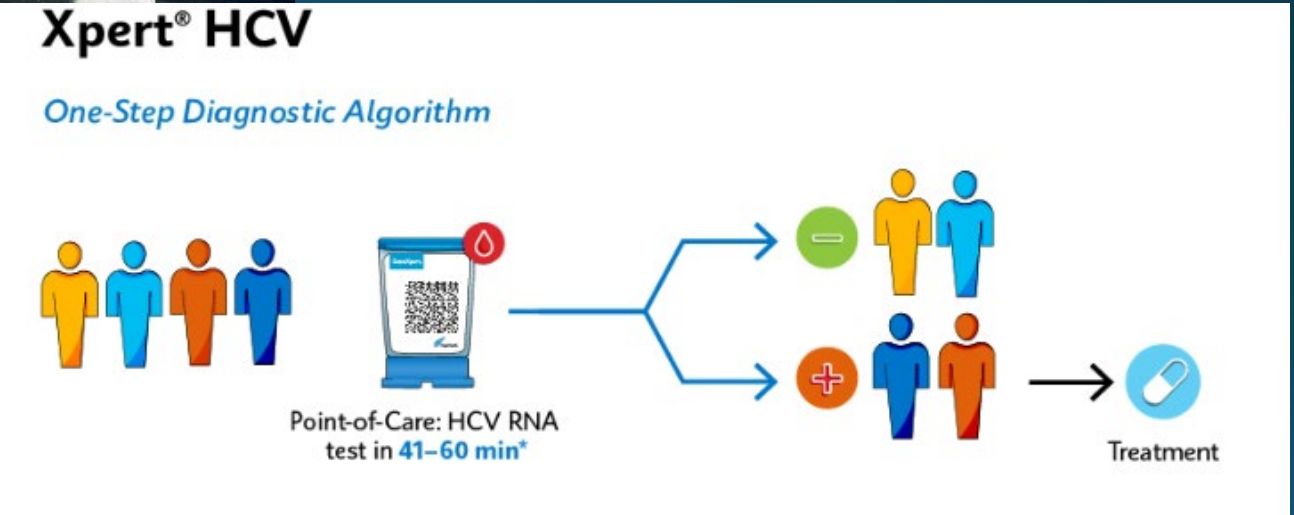 Xpert® HCV
One-Step Diagnostic Algorithm
Point-of-Care: HCV RNA
test in 41–60 min*
Treatment